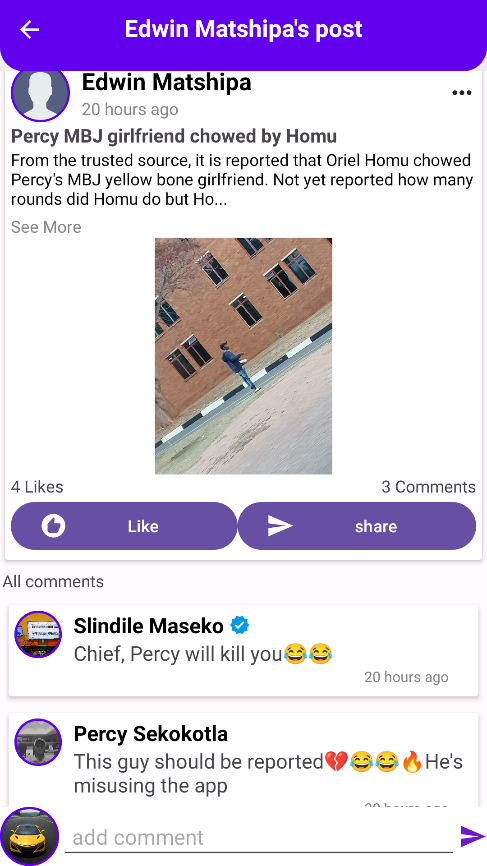 Edwin Matshipa's post
Edwin Matshipa
20 hours ago
Percy MBJ girlfriend chowed by Homu
From the trusted source, it is reported that Oriel Homu chowed
Percy's MBJ yellow bone girlfriend. Not yet reported how many
rounds did Homu do but Ho...
See More
4 Likes
3 Comments
Like
share
All comments
Slindile Maseko
Chief, Percy will kill you😂😂
20 hours ago
Percy Sekokotla
This guy should be reported💔😂😂🔥He's
misusing the app
20 hours ago
add comment